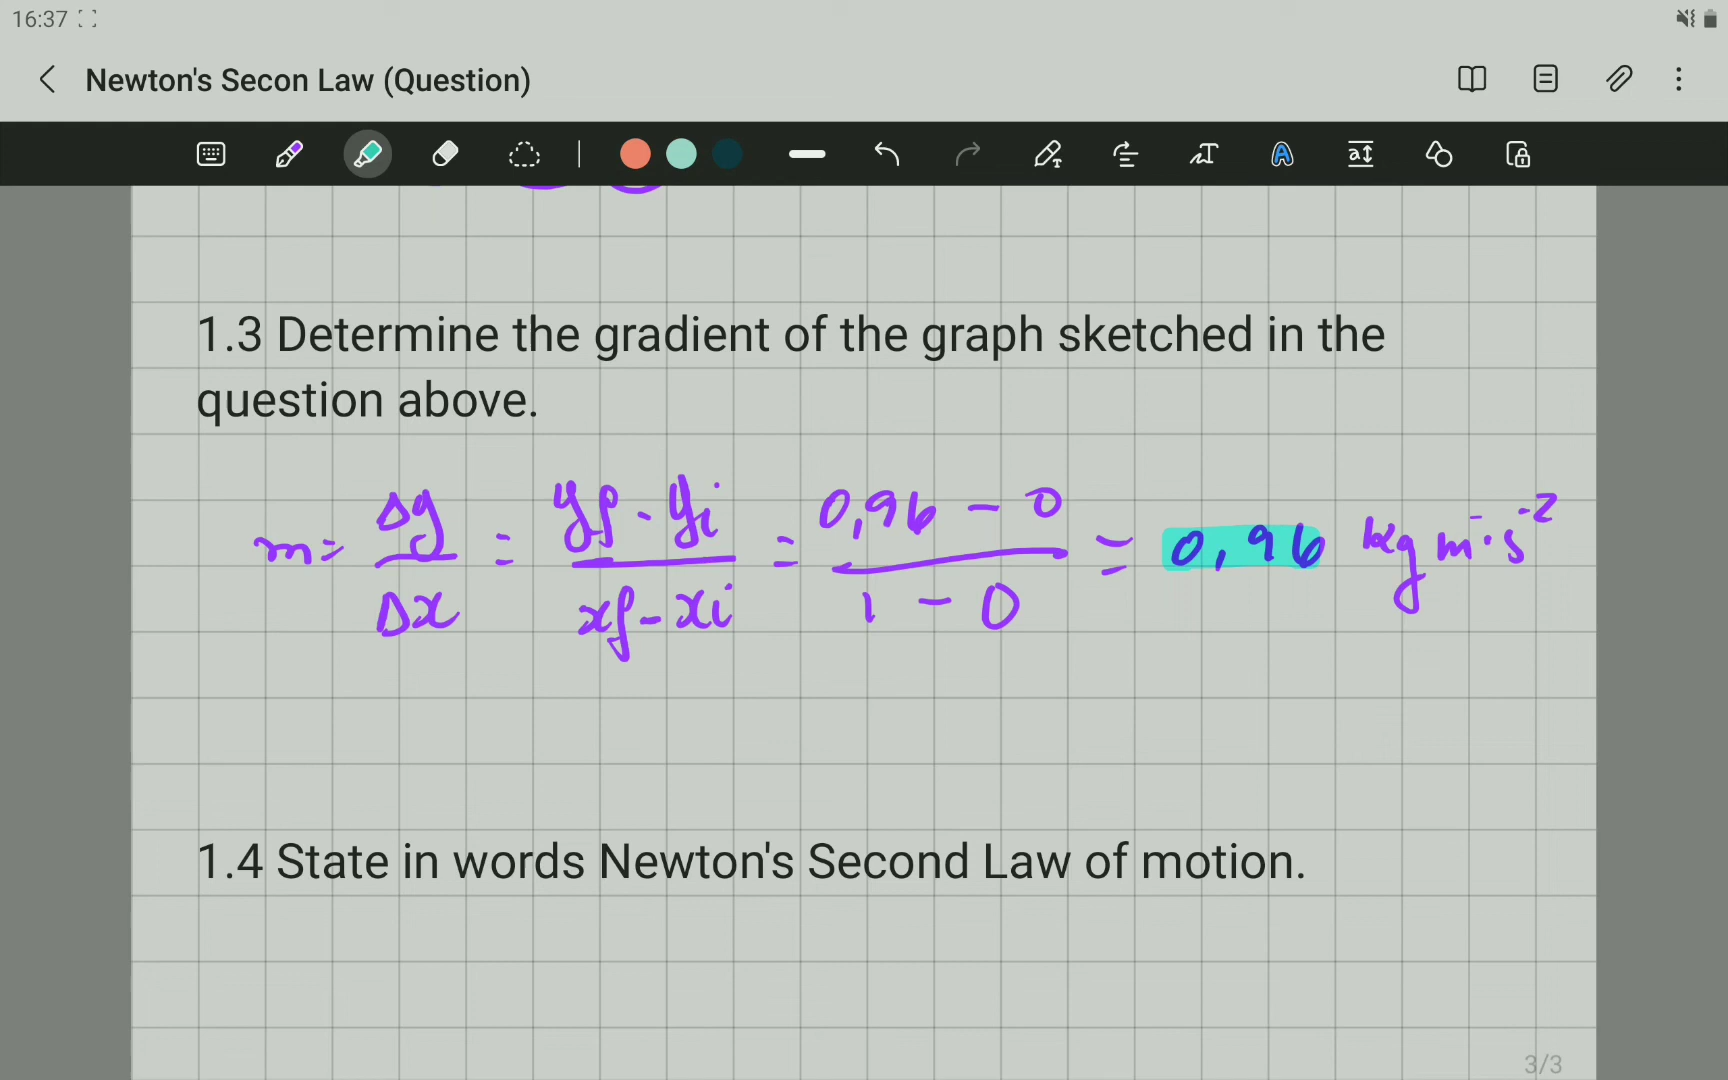 16:37
Newton's Secon Law (Question)
1.3 Determine the gradient of the graph sketched in the
question above.
m = Δy/Δx = yf - yi/xf - xi = 0,96 - 0/1 - 0 = 0,96 kg m·s⁻²
1.4 State in words Newton's Second Law of motion.
3/3